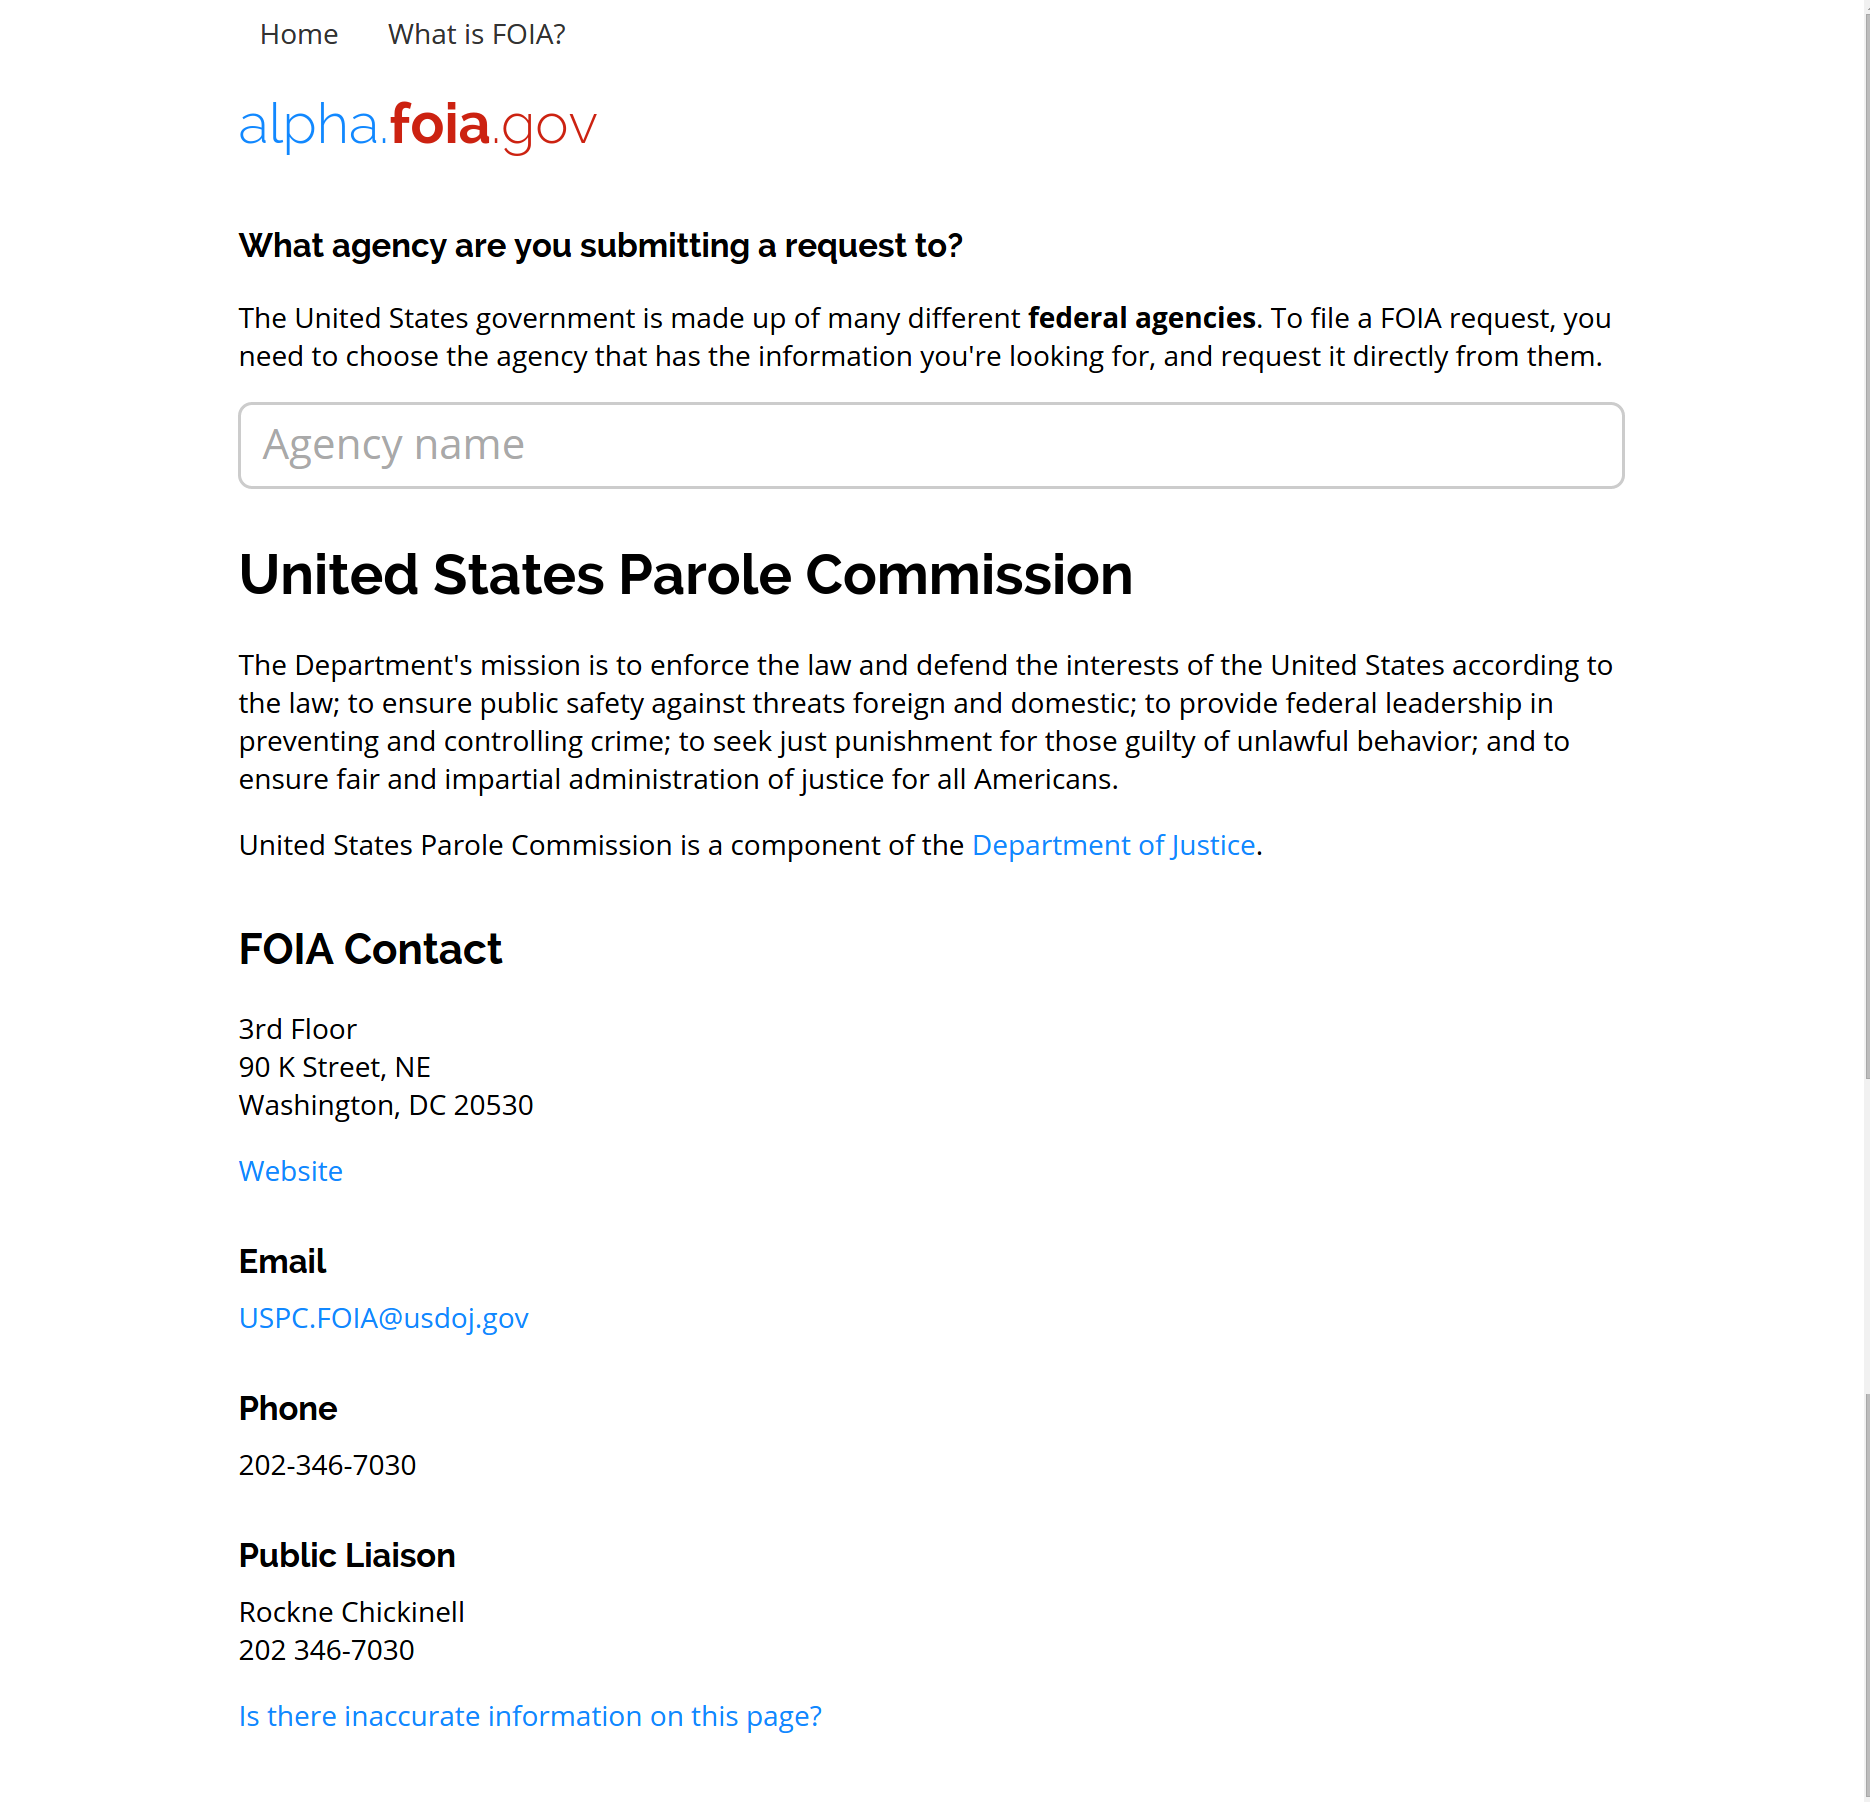 Home What is FOIA?
alpha.foia.gov
What agency are you submitting a request to?
The United States government is made up of many different federal agencies. To file a FOIA request, you
need to choose the agency that has the information you're looking for, and request it directly from them.
Agency name
United States Parole Commission
The Department's mission is to enforce the law and defend the interests of the United States according to
the law; to ensure public safety against threats foreign and domestic; to provide federal leadership in
preventing and controlling crime; to seek just punishment for those guilty of unlawful behavior; and to
ensure fair and impartial administration of justice for all Americans.
United States Parole Commission is a component of the Department of Justice.
FOIA Contact
3rd Floor
90 K Street, NE
Washington, DC 20530
Website
Email
USPC.FOIA@usdoj.gov
Phone
202-346-7030
Public Liaison
Rockne Chickinell
202 346-7030
Is there inaccurate information on this page?